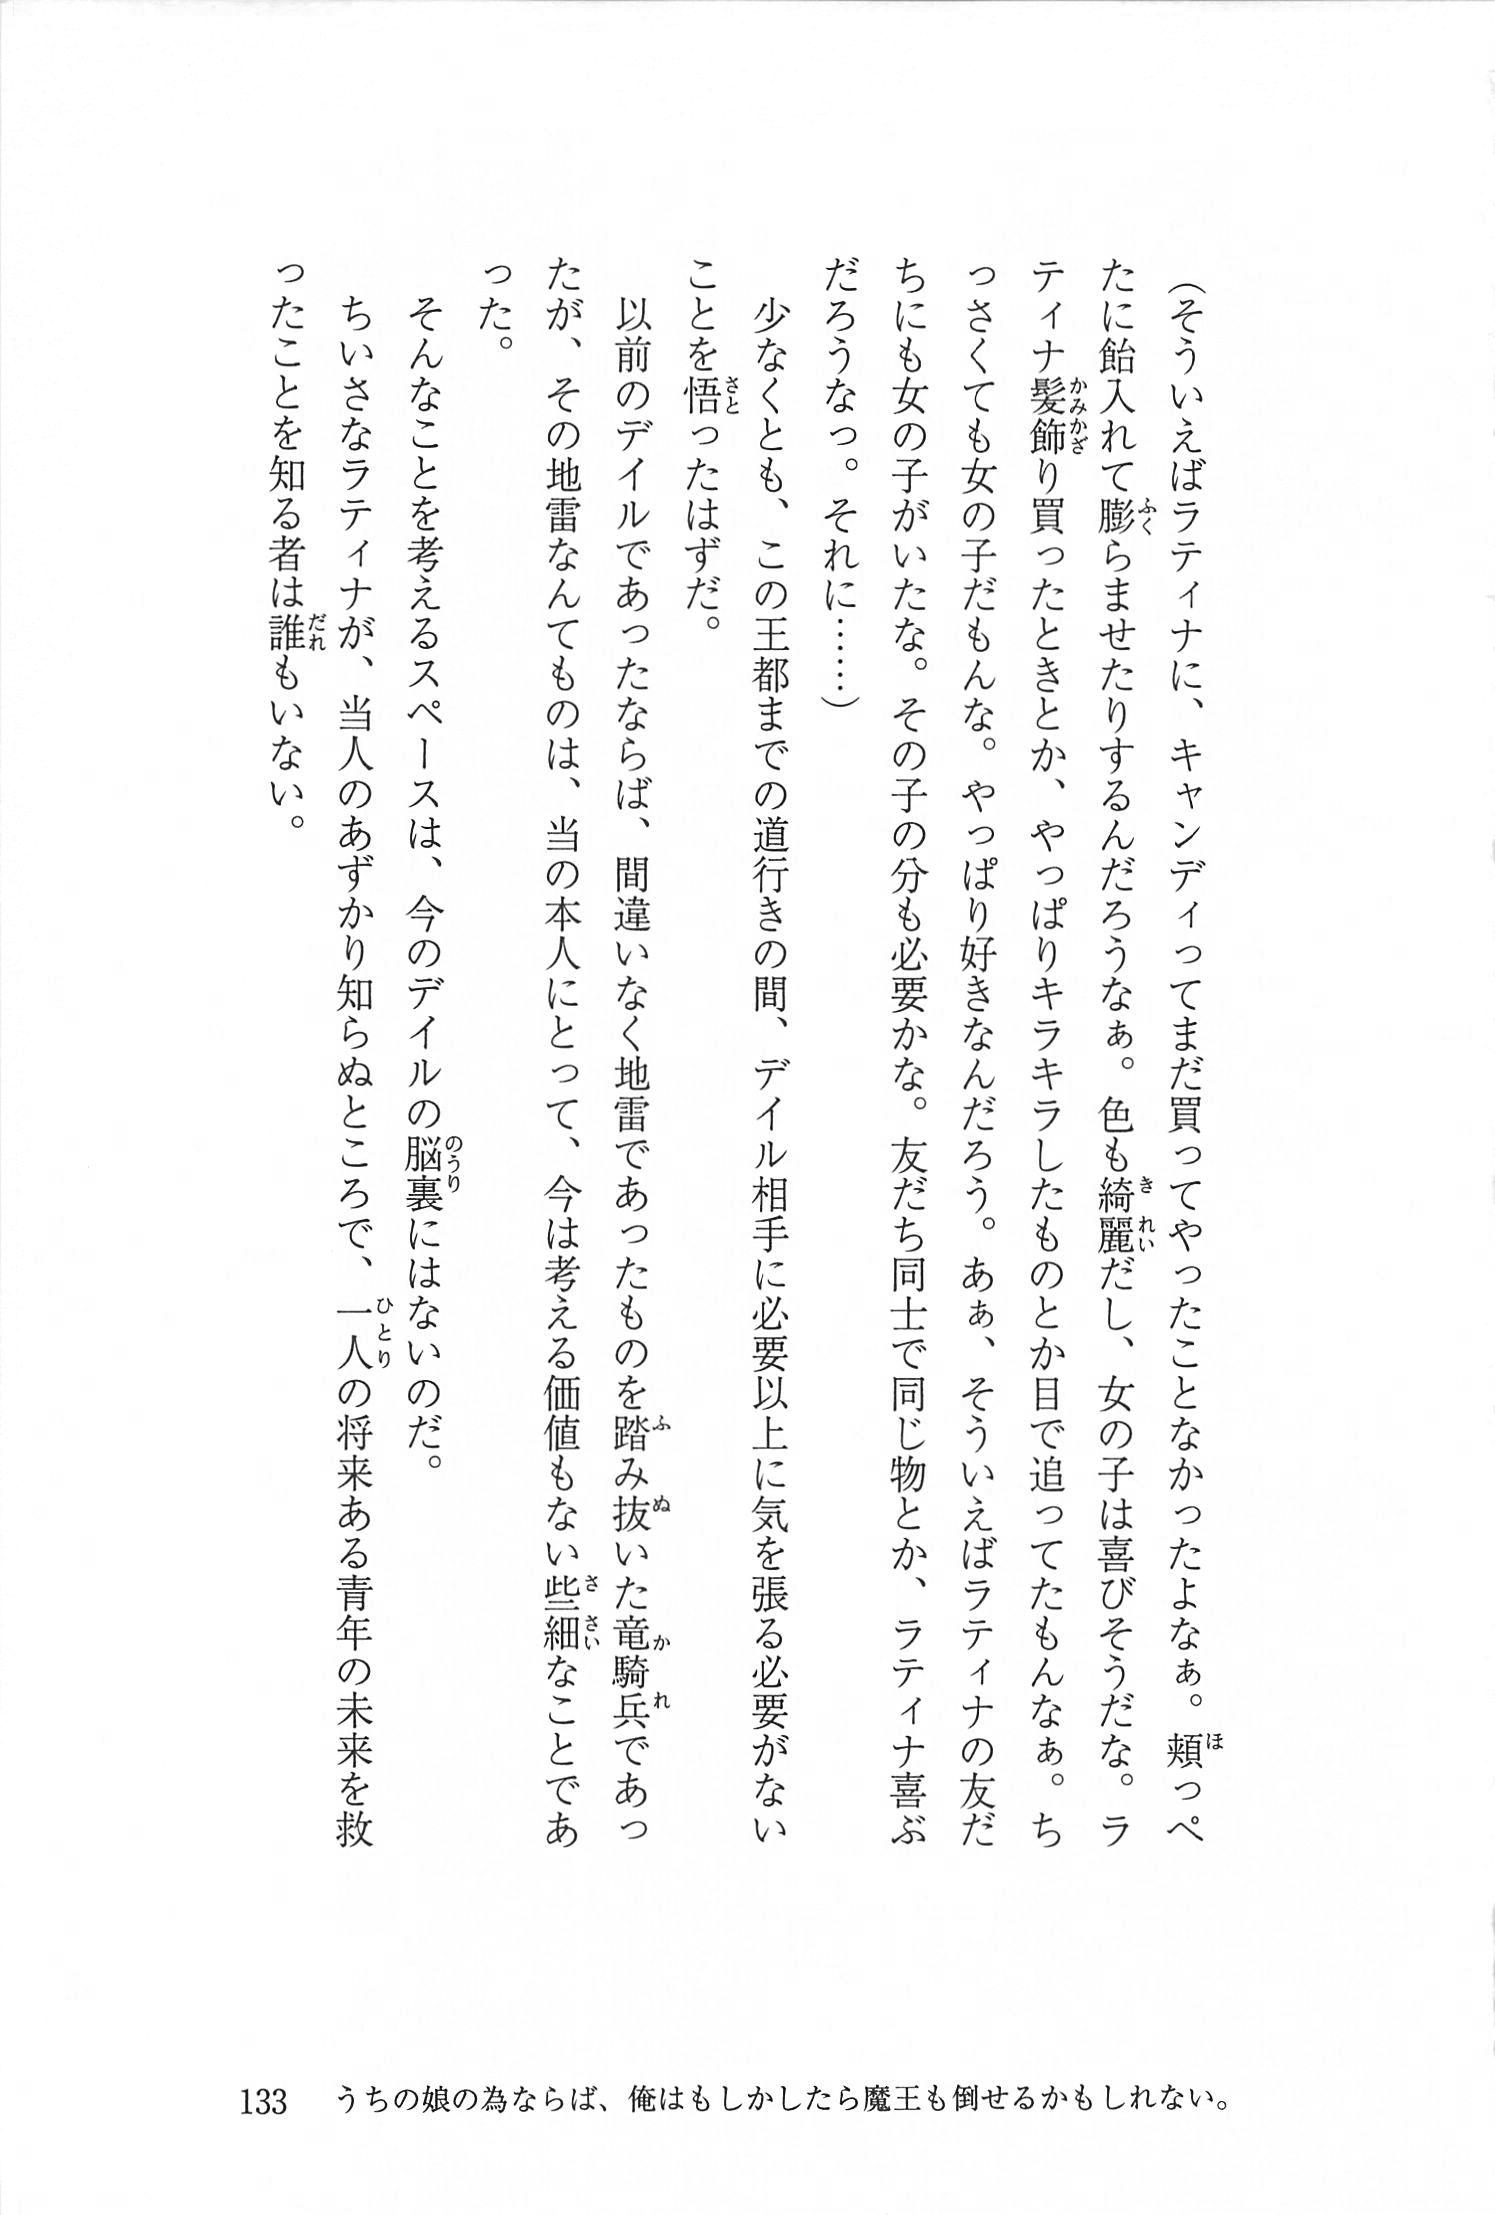 （そういえばラティナに、キャンディってまだ買ってやったことなかったよなぁ。頬っぺ
たに飴入れて膨らませたりするんだろうなぁ。色も綺麗だし、女の子は喜びそうだな。ラ
ティナ髪飾り買ったときとか、やっぱりキラキラしたものとか目で追ってたもんなぁ。ち
っさくても女の子だもんな。やっぱり好きなんだろう。あぁ、そういえばラティナの友だ
ちにも女の子がいたな。その子の分も必要かな。友だち同士で同じ物とか、ラティナ喜ぶ
だろうなっ。それに……）
少なくとも、この王都までの道行きの間、デイル相手に必要以上に気を張る必要がない
ことを悟ったはずだ。
以前のデイルであったならば、間違いなく地雷であったものを踏み抜いた竜騎兵であっ
たが、その地雷なんてものは、当の本人にとって、今は考える価値もない些細なことであ
った。
そんなことを考えるスペースは、今のデイルの脳裏にはないのだ。
ちいさなラティナが、当人のあずかり知らぬところで、一人の将来ある青年の未来を救
ったことを知る者は誰もいない。
133 うちの娘の為ならば、俺はもしかしたら魔王も倒せるかもしれない。